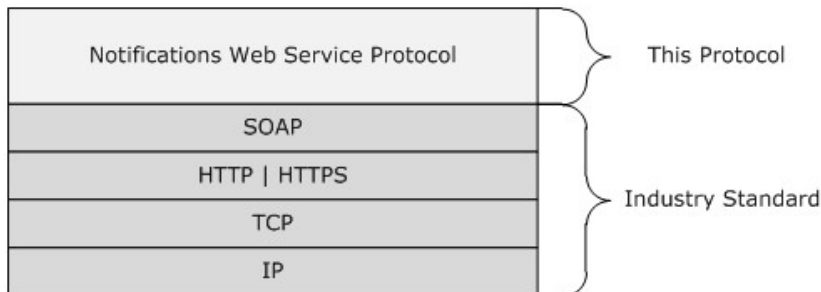 Notifications Web Service Protocol
This Protocol
SOAP
HTTP | HTTPS
Industry Standard
TCP
IP